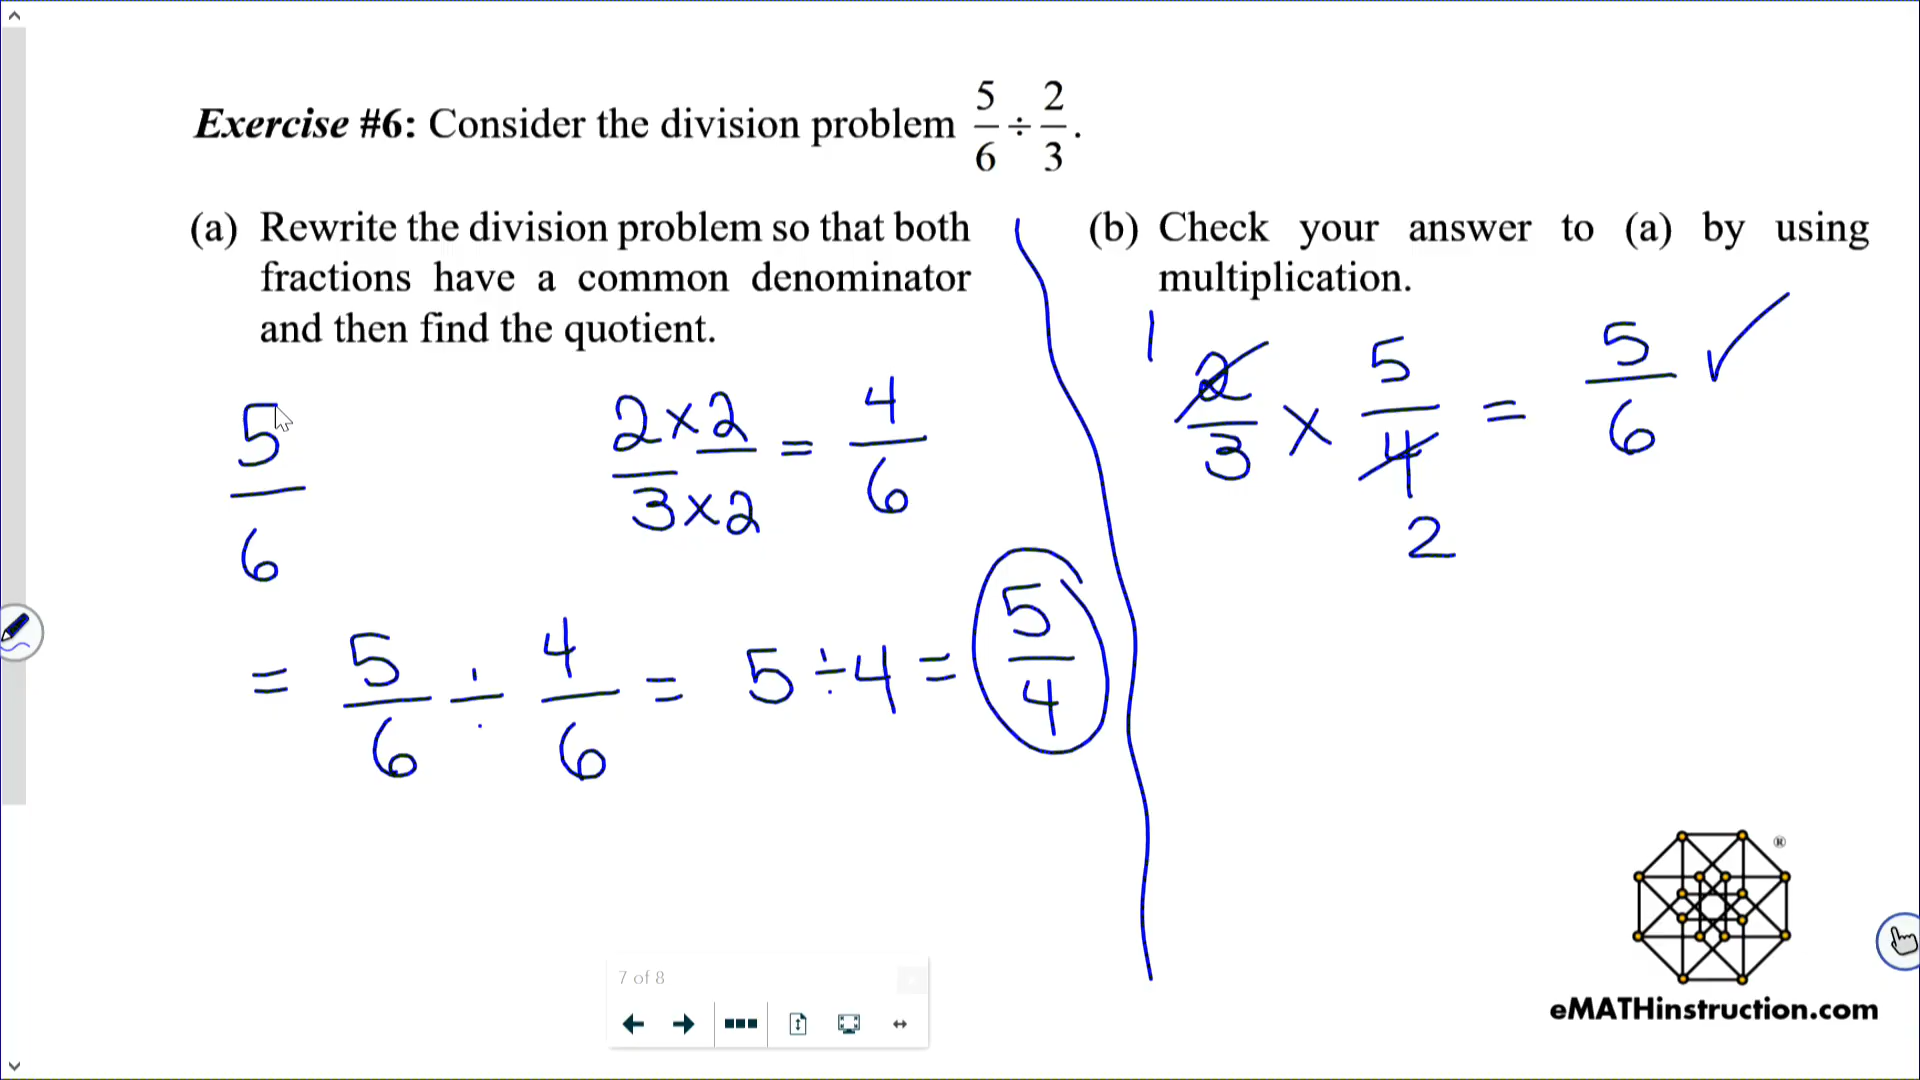 Exercise #6: Consider the division problem 5/6 ÷ 2/3.
(a) Rewrite the division problem so that both
fractions have a common denominator
and then find the quotient.
5/6
2×2/3×2 = 4/6
= 5/6 ÷ 4/6 = 5÷4 = 5/4
(b) Check your answer to (a) by using
multiplication.
1
2/3 × 5/4 = 5/6 ✓
2
®
eMATHinstruction.com
7 of 8